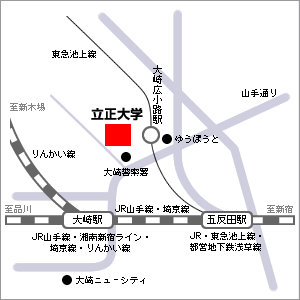 東急池上線
大崎広小路駅
山手通り
至新木場
立正大学
ゆうぽうと
りんかい線
大崎警察署
至品川
JR山手線・埼京線
至新宿
大崎駅
五反田駅
JR山手線・湘南新宿ライン・
埼京線・りんかい線
JR・東急池上線・
都営地下鉄浅草線
大崎ニューシティ